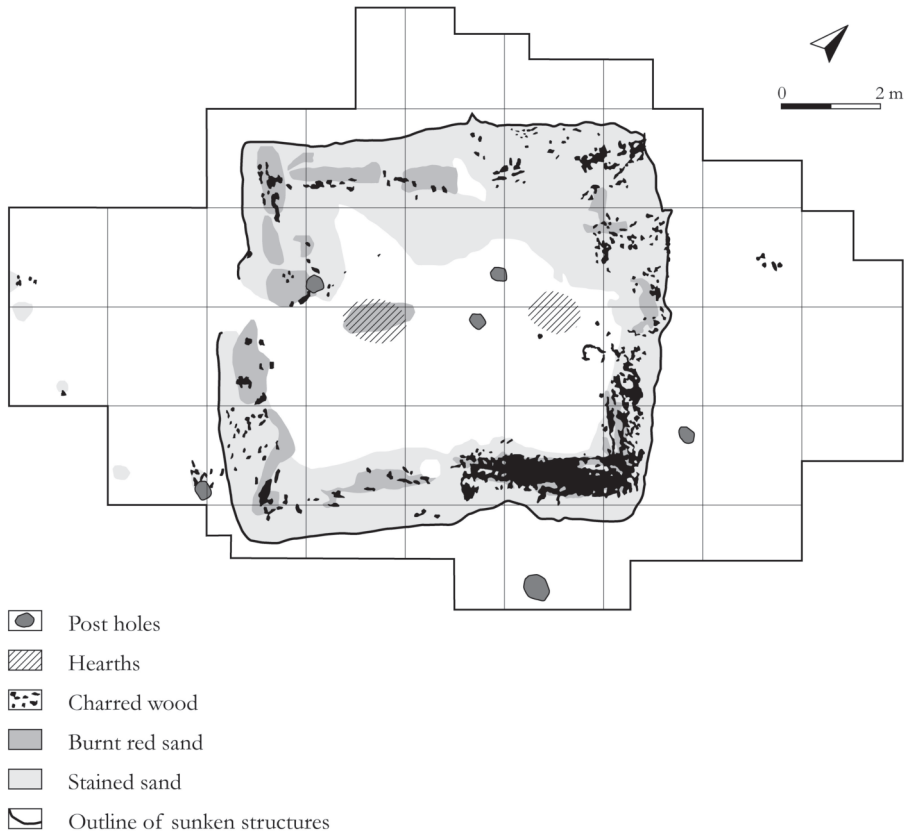 0 2 m
Post holes
Hearths
Charred wood
Burnt red sand
Stained sand
Outline of sunken structures